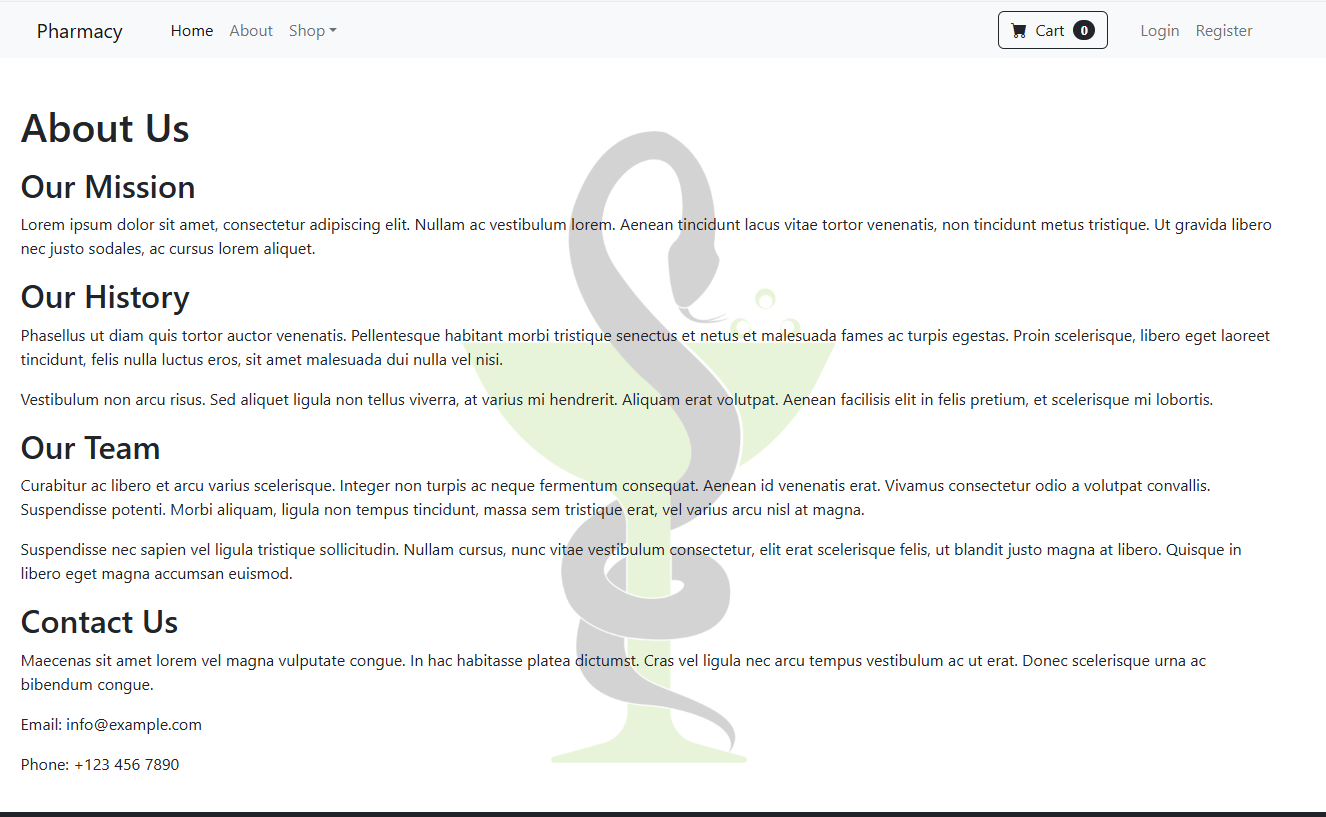 Pharmacy Home About Shop Cart 0 Login Register
About Us
Our Mission
Lorem ipsum dolor sit amet, consectetur adipiscing elit. Nullam ac vestibulum lorem. Aenean tincidunt lacus vitae tortor venenatis, non tincidunt metus tristique. Ut gravida libero
nec justo sodales, ac cursus lorem aliquet.
Our History
Phasellus ut diam quis tortor auctor venenatis. Pellentesque habitant morbi tristique senectus et netus et malesuada fames ac turpis egestas. Proin scelerisque, libero eget laoreet
tincidunt, felis nulla luctus eros, sit amet malesuada dui nulla vel nisi.
Vestibulum non arcu risus. Sed aliquet ligula non tellus viverra, at varius mi hendrerit. Aliquam erat volutpat. Aenean facilisis elit in felis pretium, et scelerisque mi lobortis.
Our Team
Curabitur ac libero et arcu varius scelerisque. Integer non turpis ac neque fermentum consequat. Aenean id venenatis erat. Vivamus consectetur odio a volutpat convallis.
Suspendisse potenti. Morbi aliquam, ligula non tempus tincidunt, massa sem tristique erat, vel varius arcu nisl at magna.
Suspendisse nec sapien vel ligula tristique sollicitudin. Nullam cursus, nunc vitae vestibulum consectetur, elit erat scelerisque felis, ut blandit justo magna at libero. Quisque in
libero eget magna accumsan euismod.
Contact Us
Maecenas sit amet lorem vel magna vulputate congue. In hac habitasse platea dictumst. Cras vel ligula nec arcu tempus vestibulum ac ut erat. Donec scelerisque urna ac
bibendum congue.
Email: info@example.com
Phone: +123 456 7890